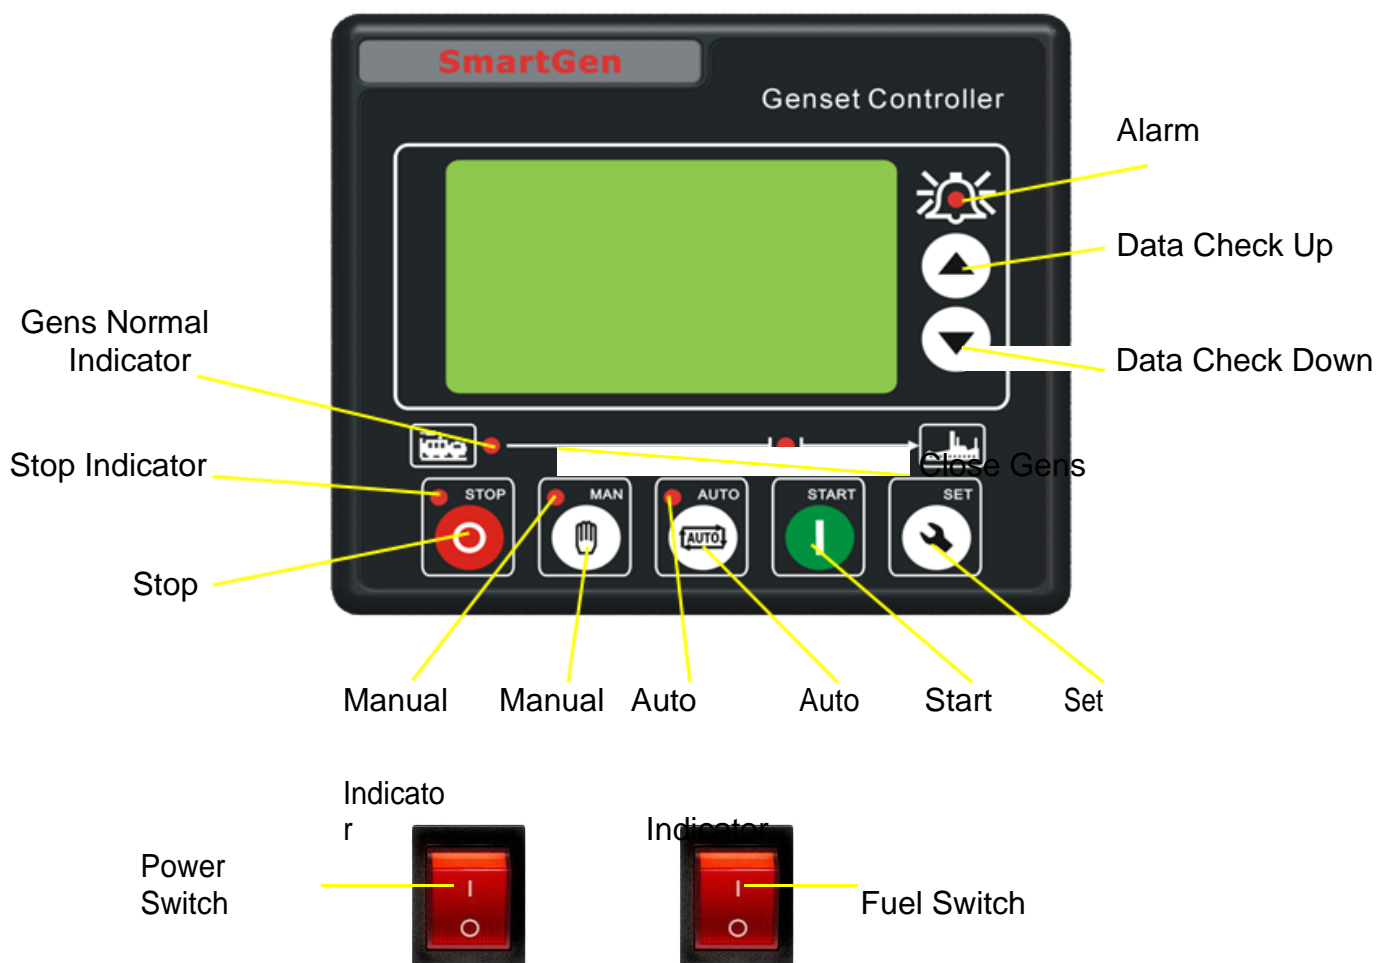 SmartGen
Genset Controller
Alarm
Data Check Up
Gens Normal
Indicator
Data Check Down
Stop Indicator
Close Gens
STOP
MAN
AUTO
START
SET
AUTO
Stop
Manual
Manual
Auto
Auto
Start
Set
Indicato
r
Indicator
Power
Switch
Fuel Switch